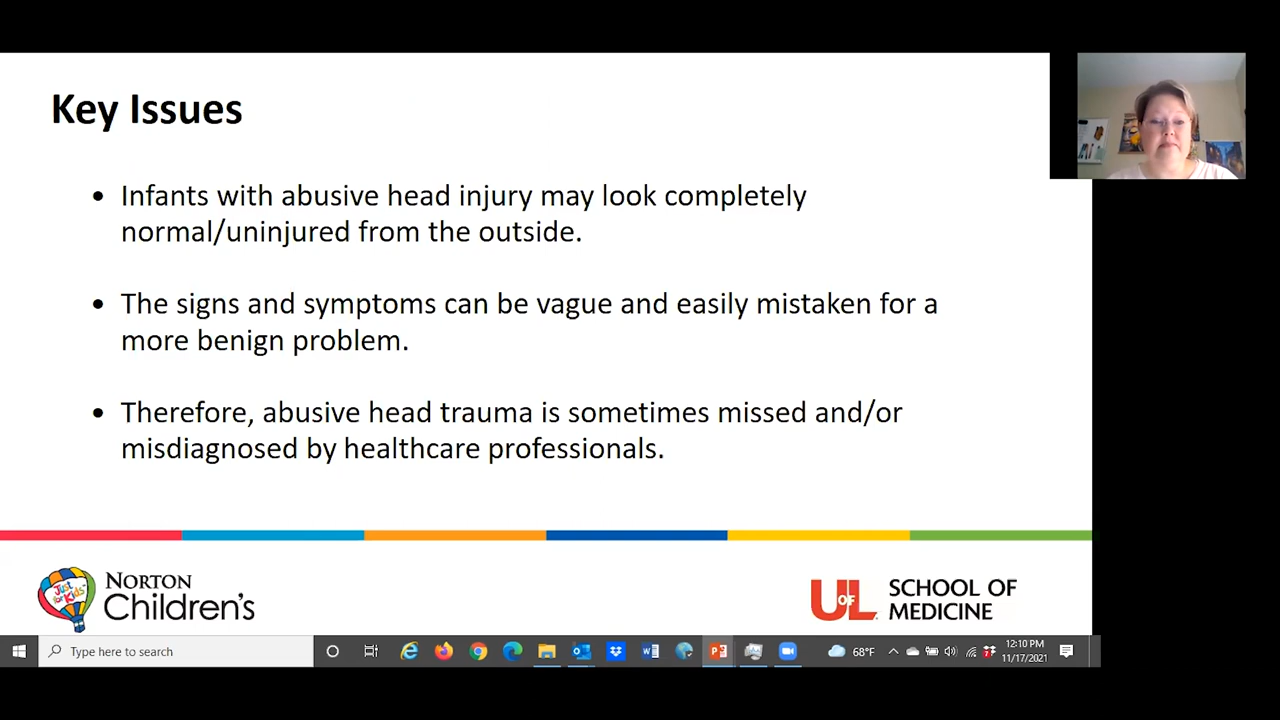 Key Issues
• Infants with abusive head injury may look completely
normal/uninjured from the outside.
• The signs and symptoms can be vague and easily mistaken for a
more benign problem.
• Therefore, abusive head trauma is sometimes missed and/or
misdiagnosed by healthcare professionals.
Just for Kids
NORTON
Children's
UOFL
SCHOOL OF
MEDICINE
Type here to search
68°F
12:10 PM
11/17/2021